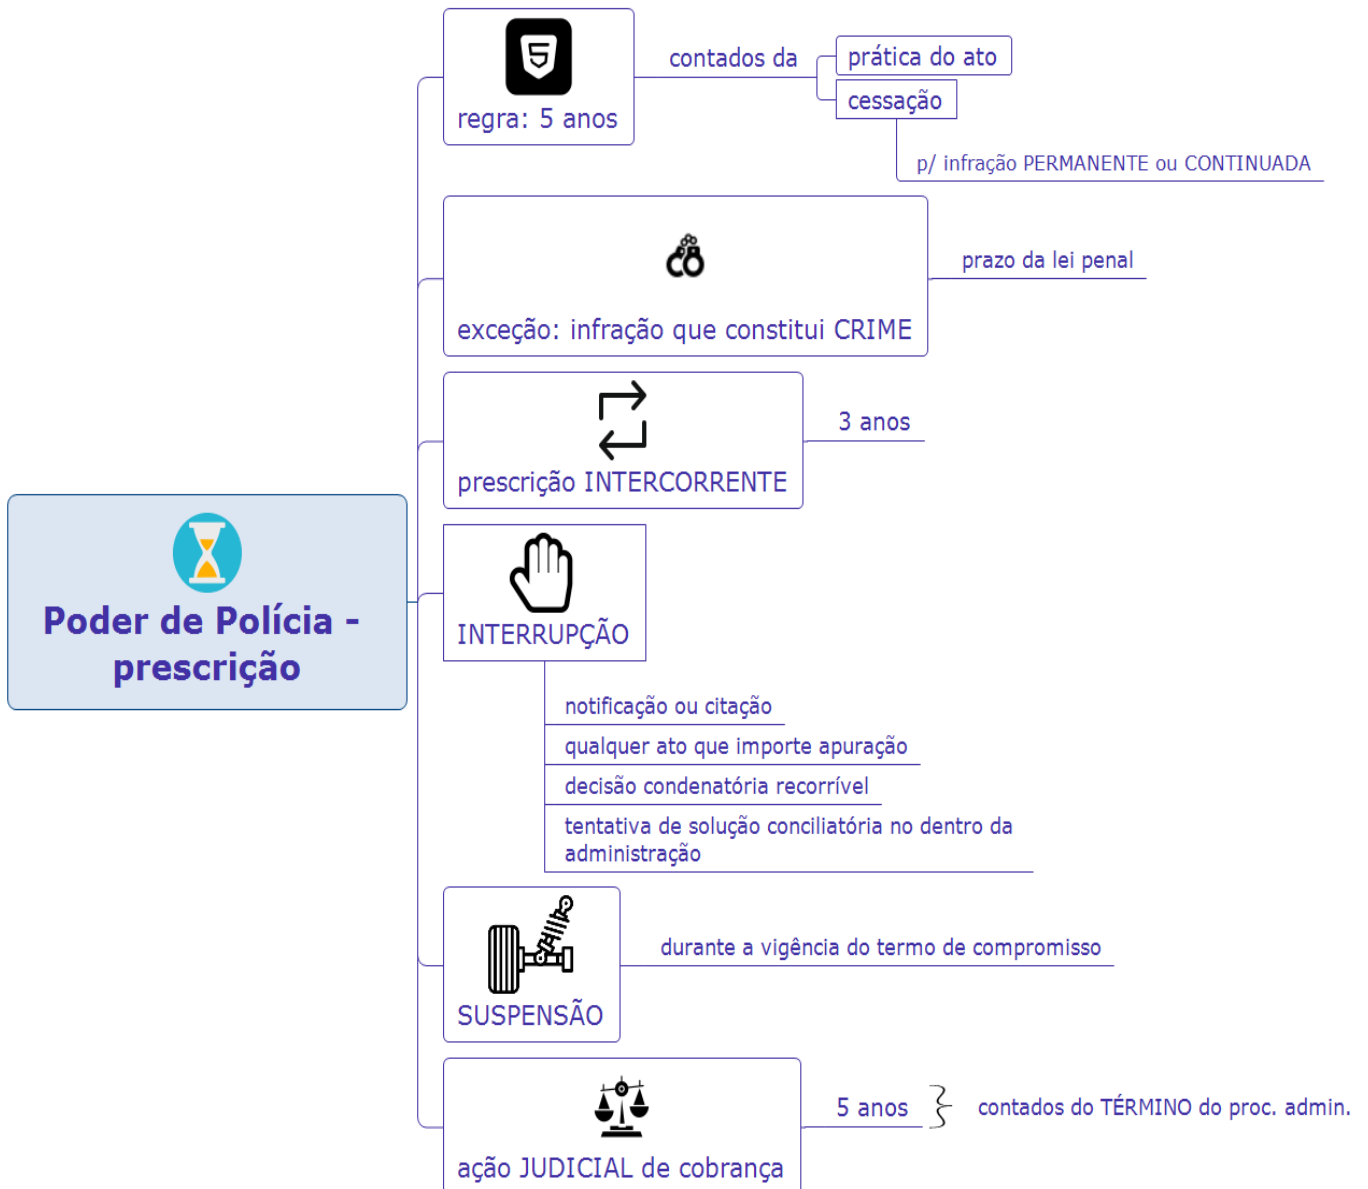 Poder de Polícia -
prescrição
5
regra: 5 anos
contados da
prática do ato
cessação
p/ infração PERMANENTE ou CONTINUADA
exceção: infração que constitui CRIME
prazo da lei penal
prescrição INTERCORRENTE
3 anos
INTERRUPÇÃO
notificação ou citação
qualquer ato que importe apuração
decisão condenatória recorrível
tentativa de solução conciliatória no dentro da
administração
SUSPENSÃO
durante a vigência do termo de compromisso
ação JUDICIAL de cobrança
5 anos
contados do TÉRMINO do proc. admin.